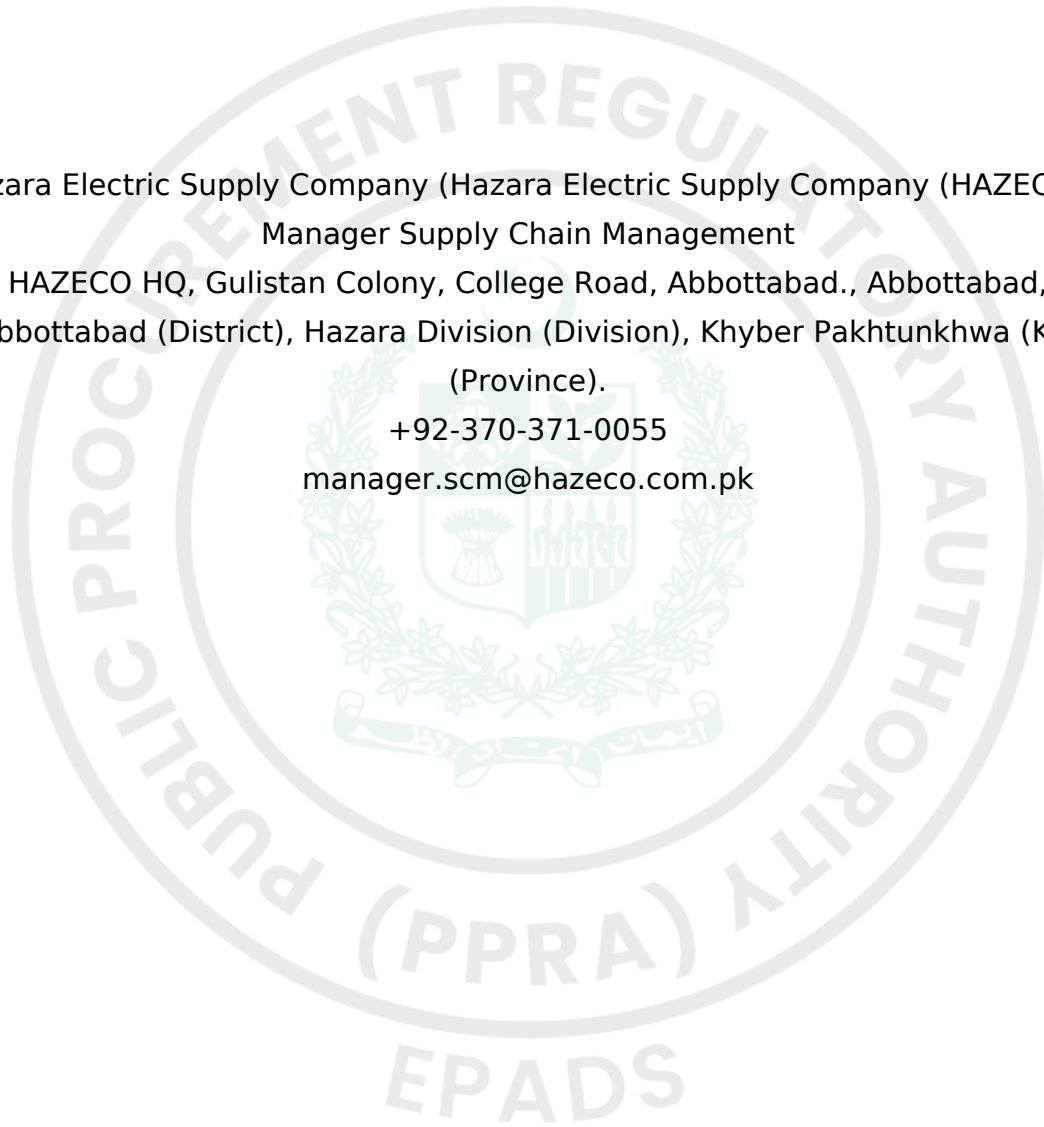 zara Electric Supply Company (Hazara Electric Supply Company (HAZEC
Manager Supply Chain Management
HAZECO HQ, Gulistan Colony, College Road, Abbottabad., Abbottabad,
bbottabad (District), Hazara Division (Division), Khyber Pakhtunkhwa (K
(Province).
+92-370-371-0055
manager.scm@hazeco.com.pk
PUBLIC PROCUREMENT REGULATORY AUTHORITY
(PPRA)
EPADS